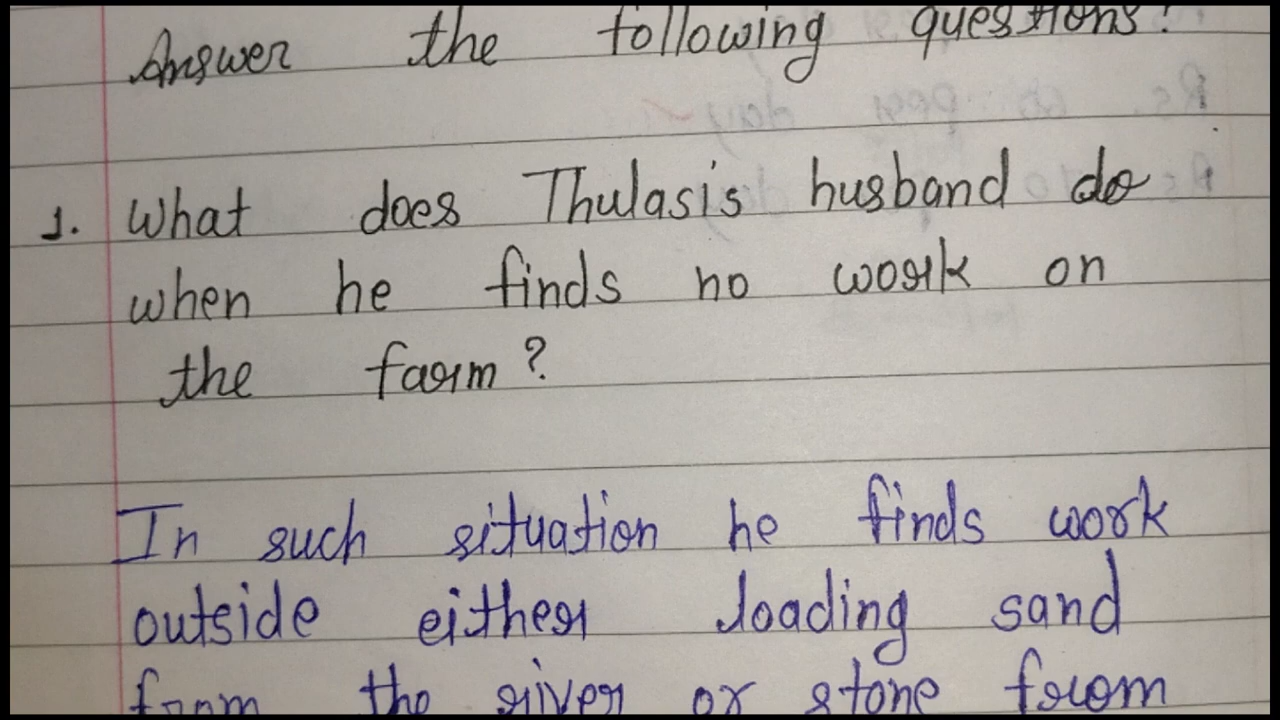 Answer the following questions:
1. What does Thulasis husband do
when he finds no work on
the farm?
In such situation he finds work
outside either loading sand
from the river or stone from